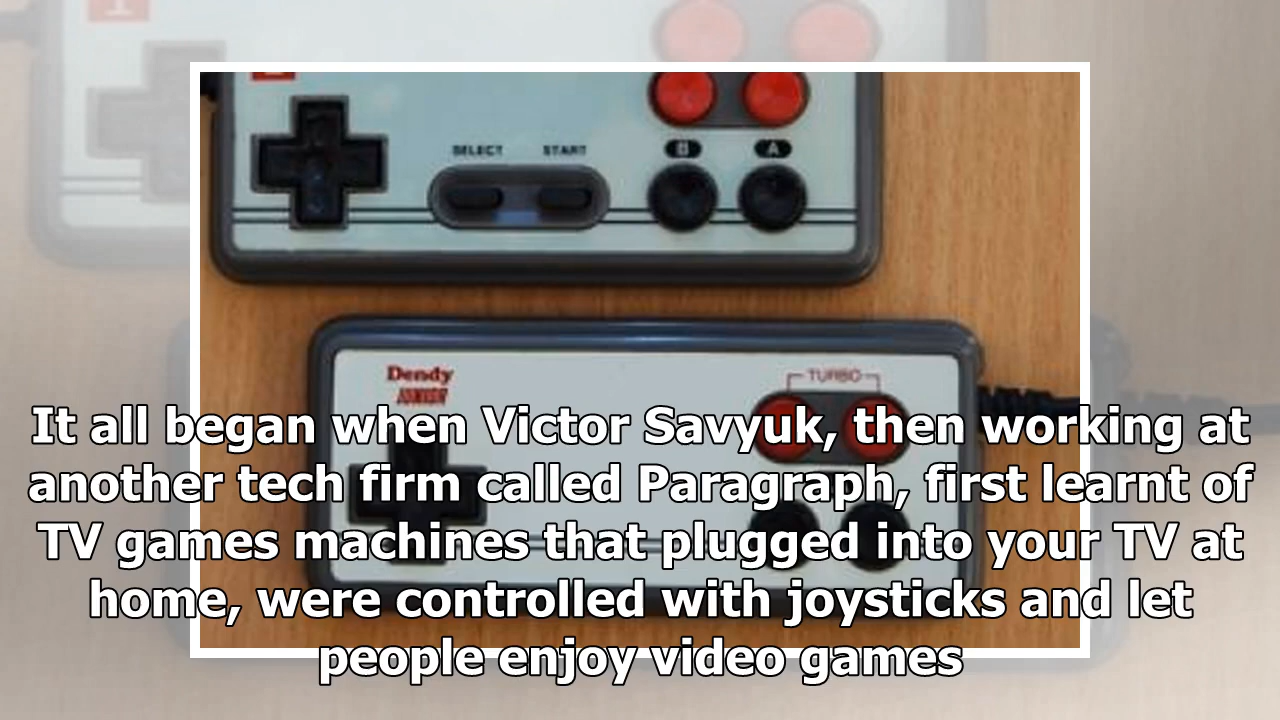 SELECT START
B A
Dendy
JUNIOR
TURBO
It all began when Victor Savyuk, then working at
another tech firm called Paragraph, first learnt of
TV games machines that plugged into your TV at
home, were controlled with joysticks and let
people enjoy video games